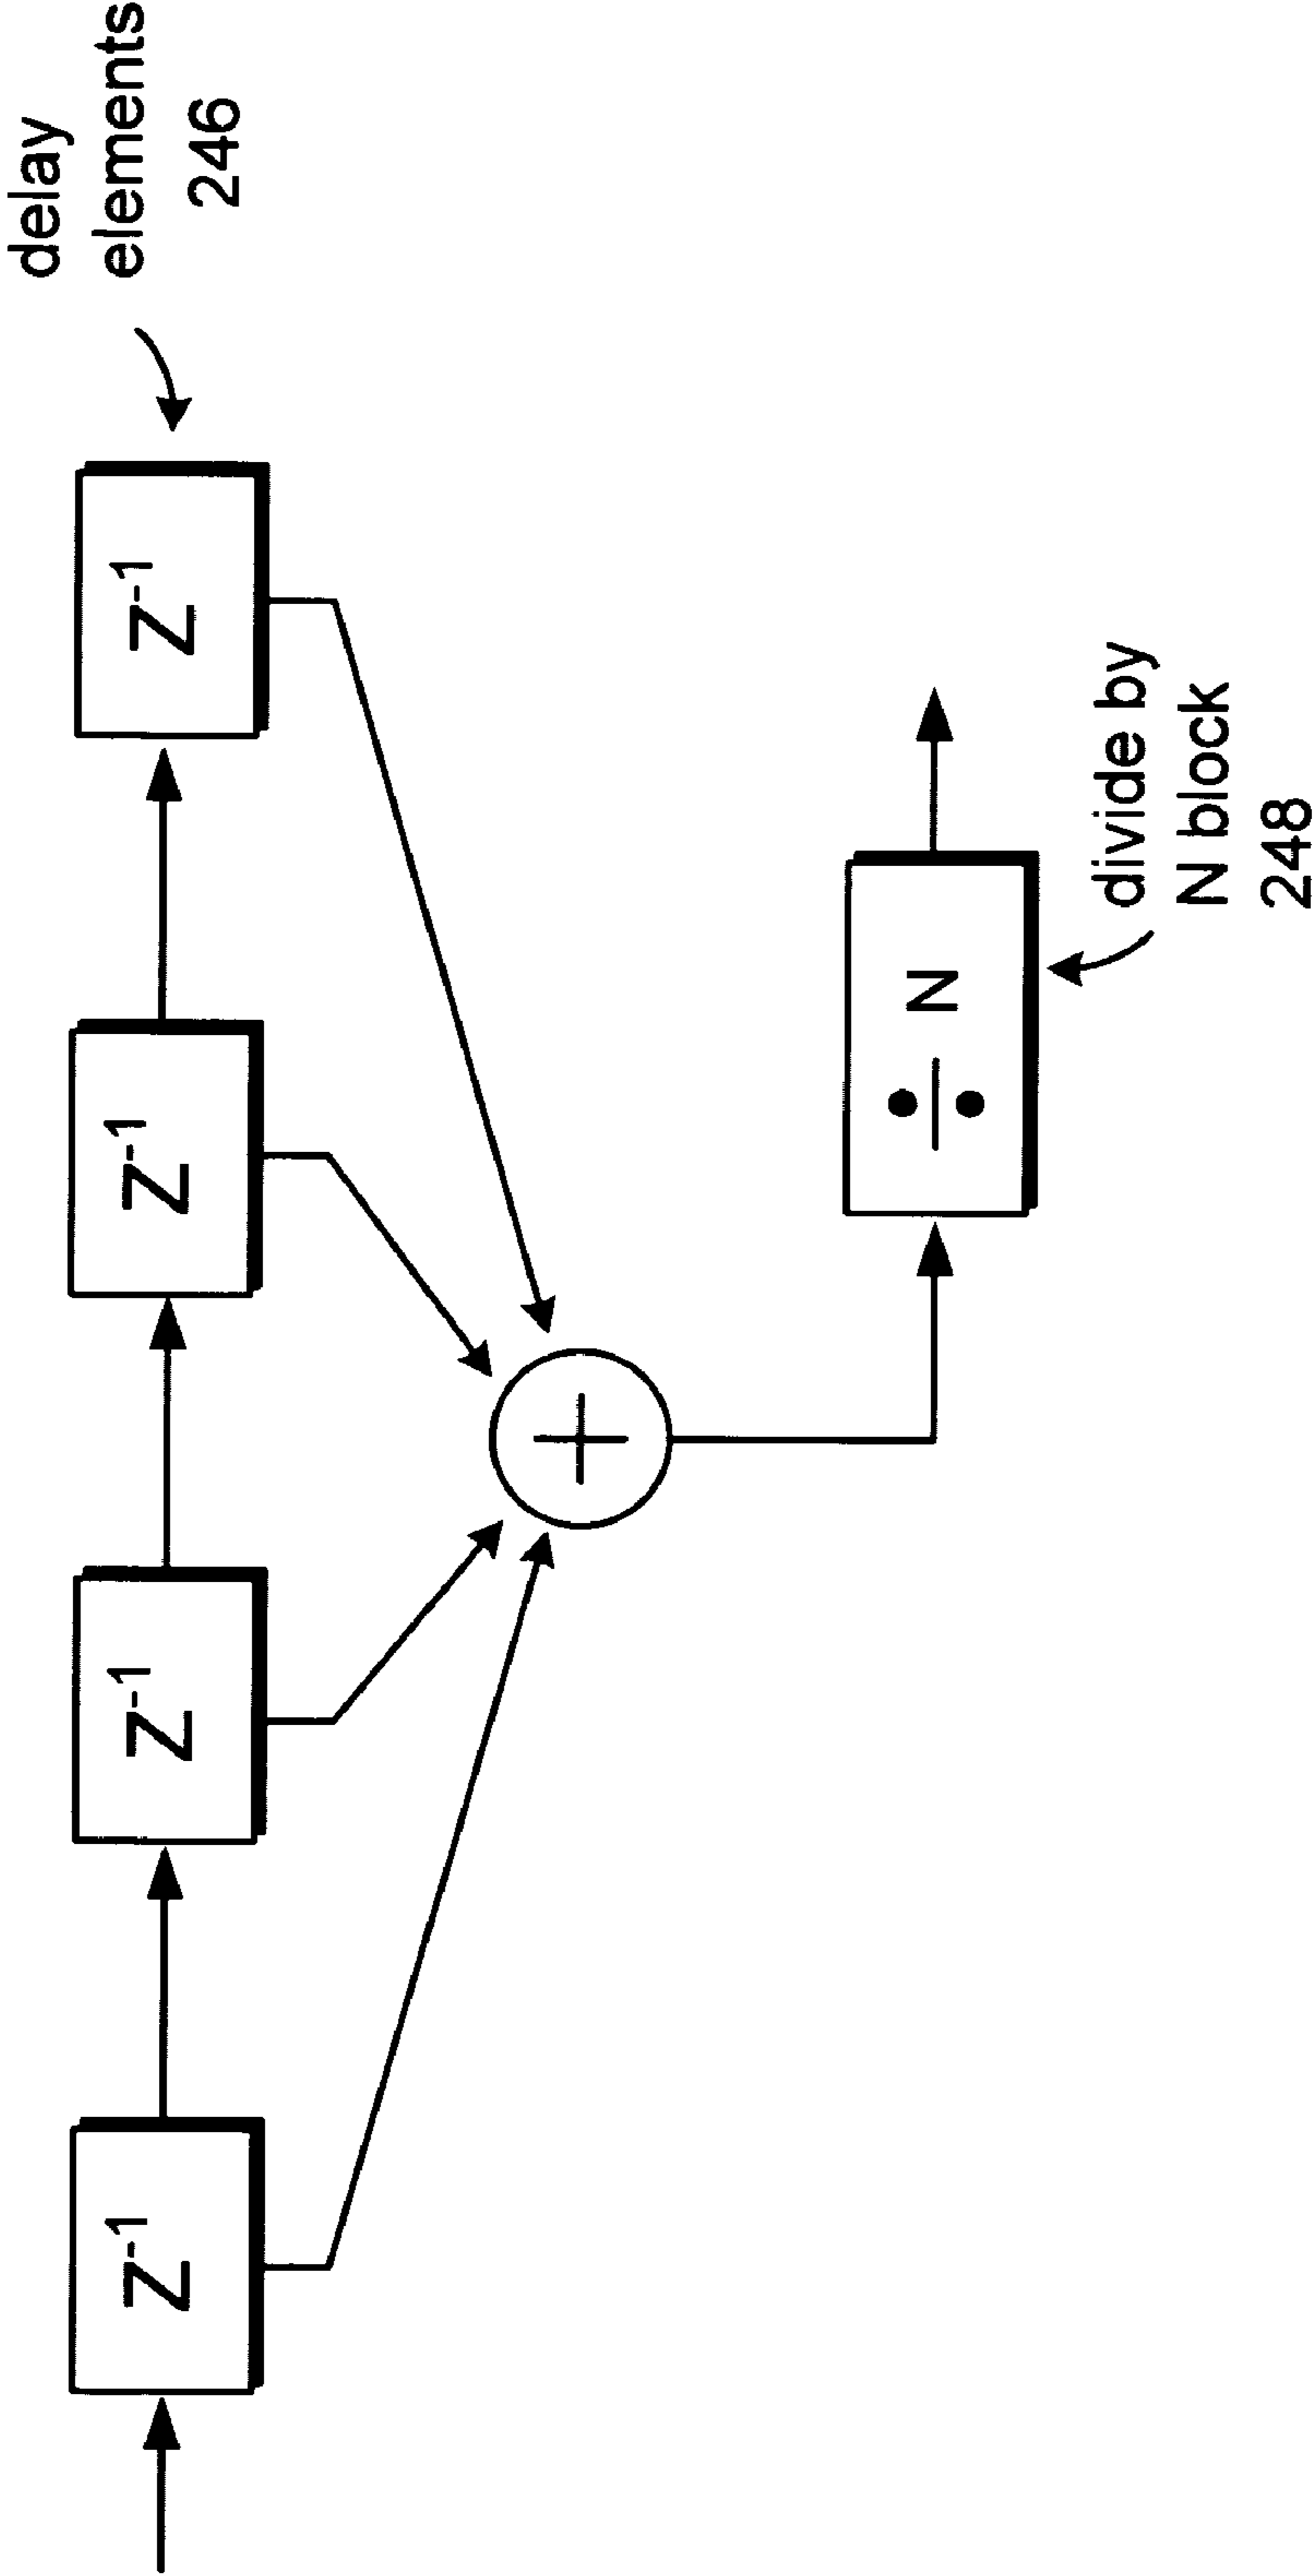 delay
elements
246
Z⁻¹
Z⁻¹
Z⁻¹
Z⁻¹
÷ N
divide by
N block
248